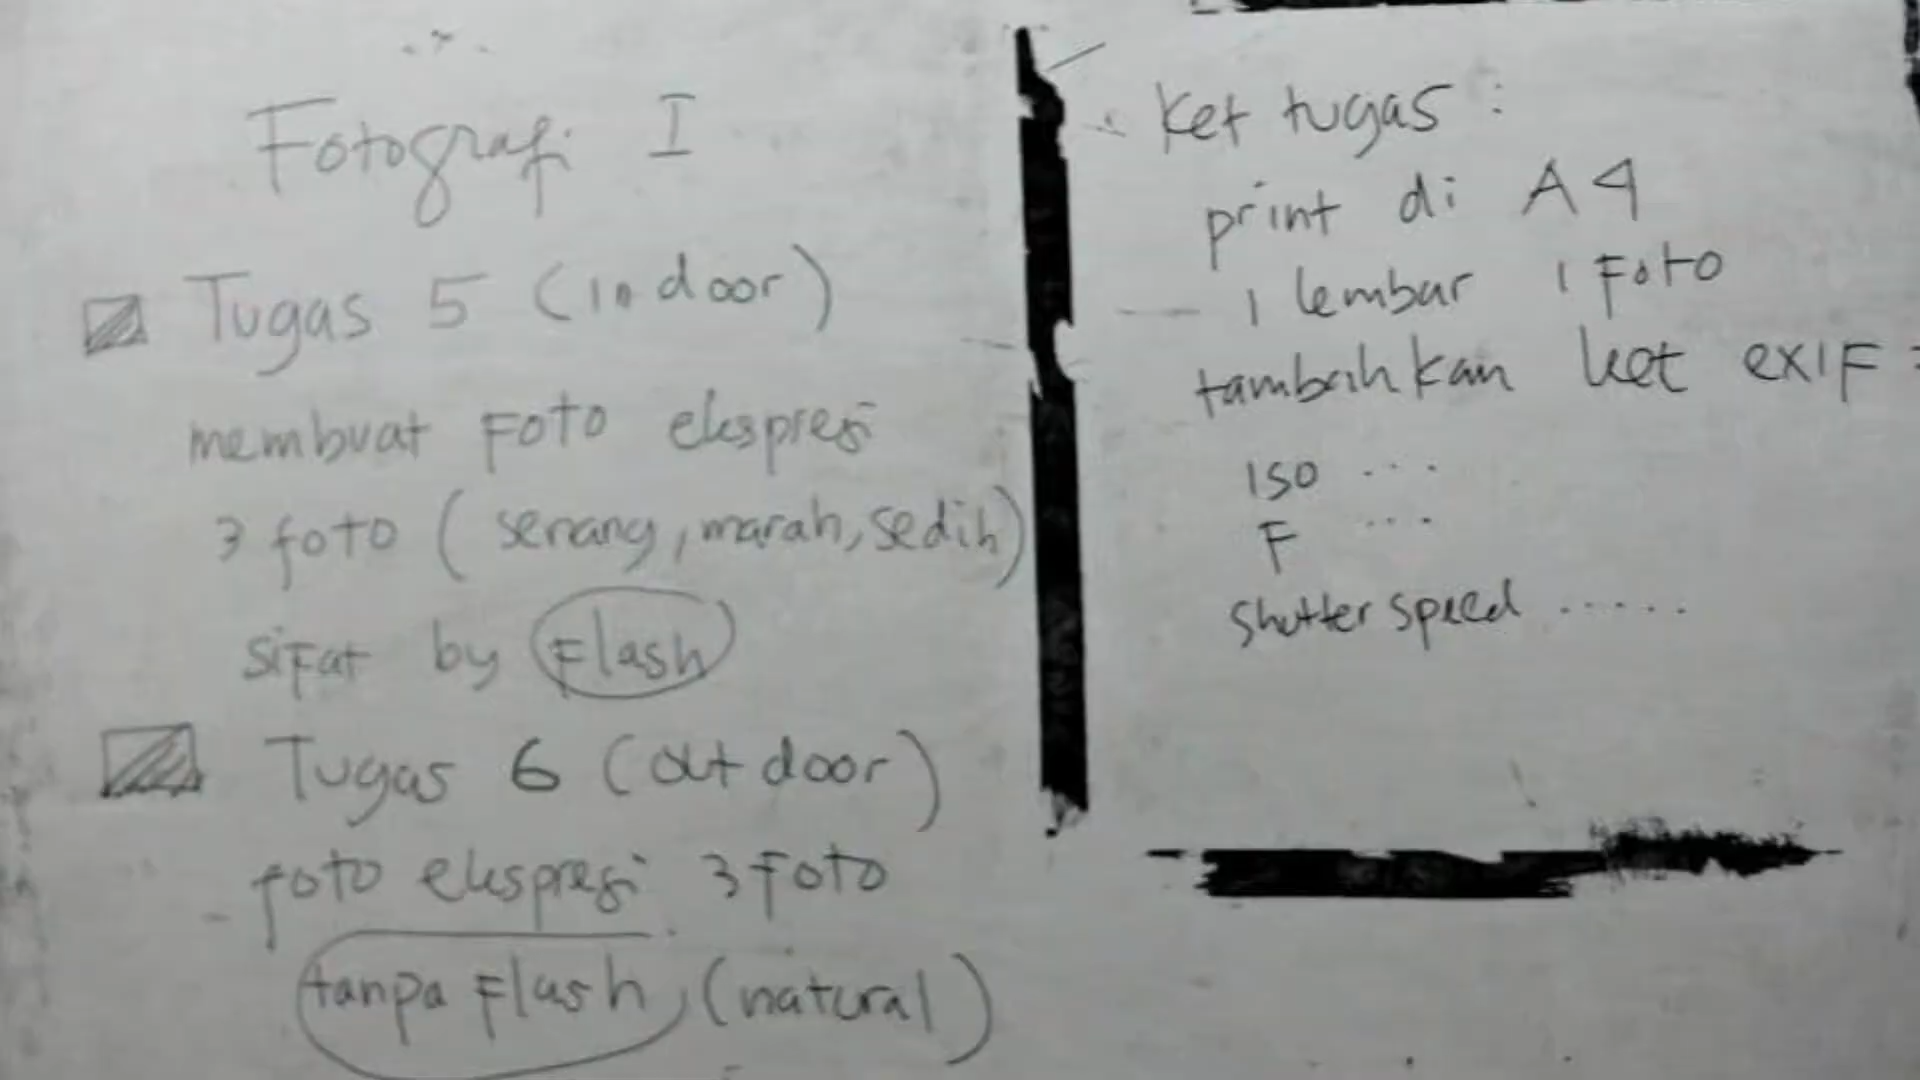 Fotografi I
Tugas 5 (Indoor)
membuat Foto ekspresi
3 foto (senang, marah, sedih)
sifat by Flash
Tugas 6 (out door)
foto ekspresi 3 foto
tanpa Flash (natural)
Ket tugas :
print di A4
1 lembar 1 Foto
tambahkan ket EXIF :
ISO ....
F ....
Shutter speed ......